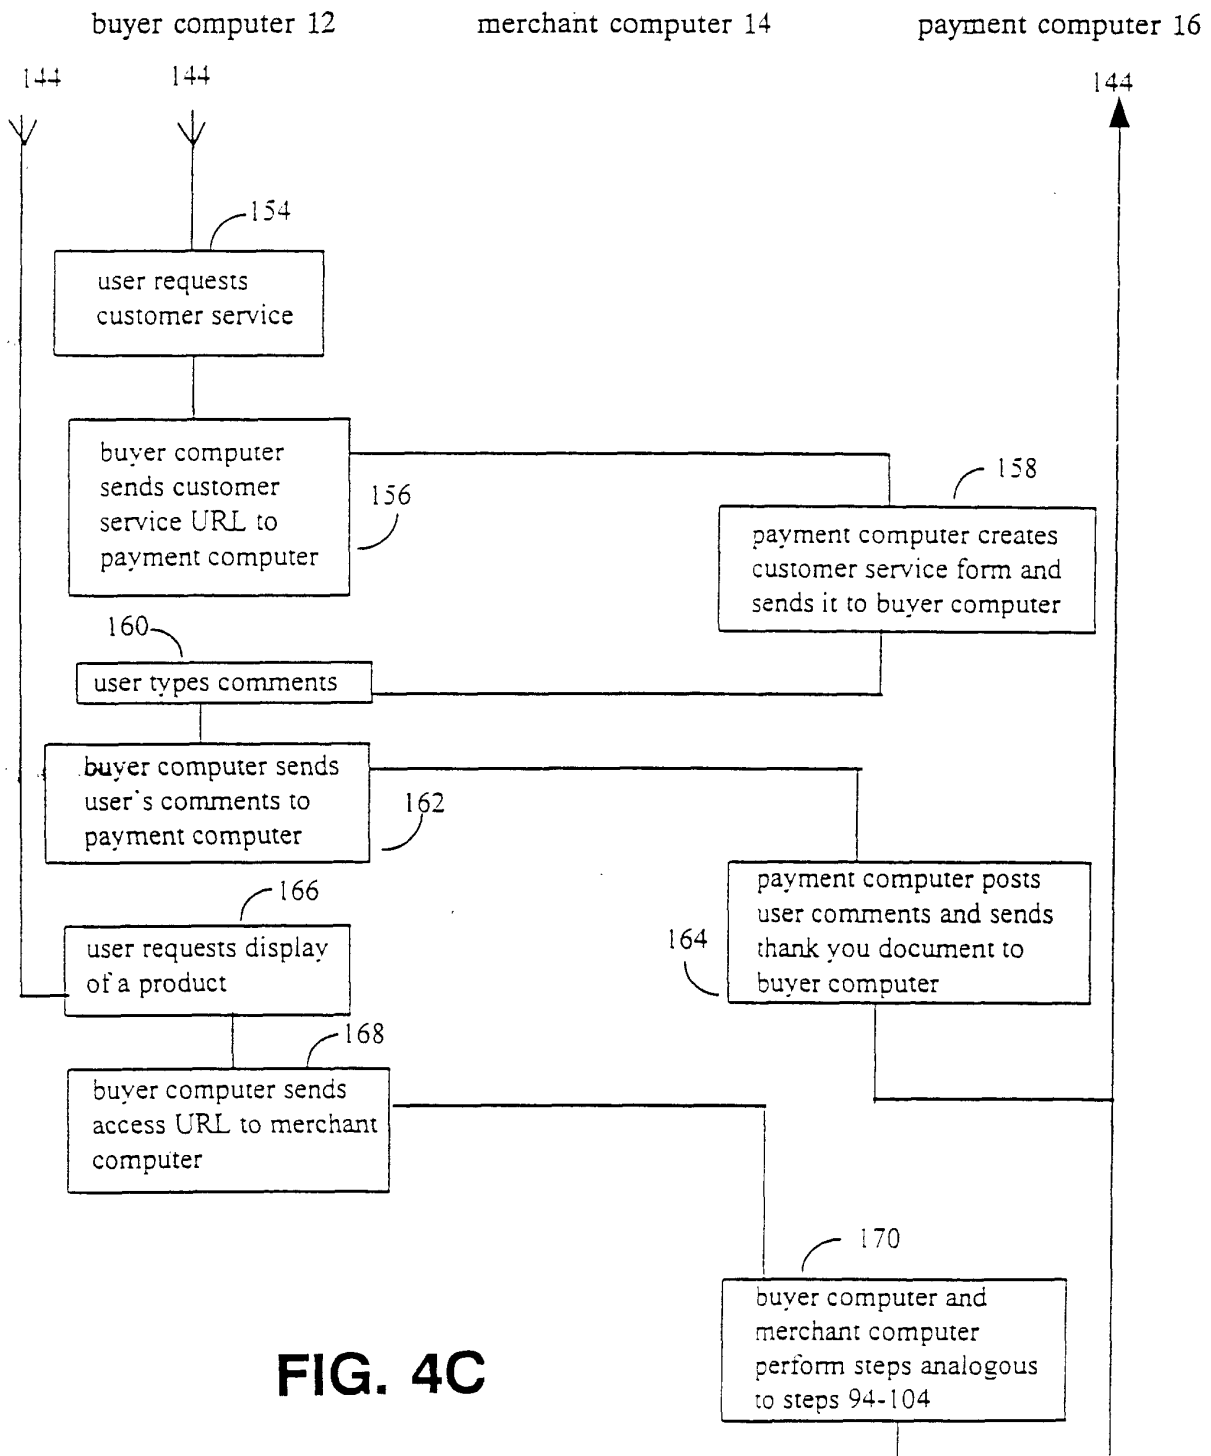 buyer computer 12
merchant computer 14
payment computer 16
144
144
144
154
user requests
customer service
buyer computer
sends customer
service URL to
payment computer
156
158
payment computer creates
customer service form and
sends it to buyer computer
160
user types comments
buyer computer sends
user's comments to
payment computer
162
payment computer posts
user comments and sends
thank you document to
buyer computer
164
166
user requests display
of a product
168
buyer computer sends
access URL to merchant
computer
170
buyer computer and
merchant computer
perform steps analogous
to steps 94-104
FIG. 4C